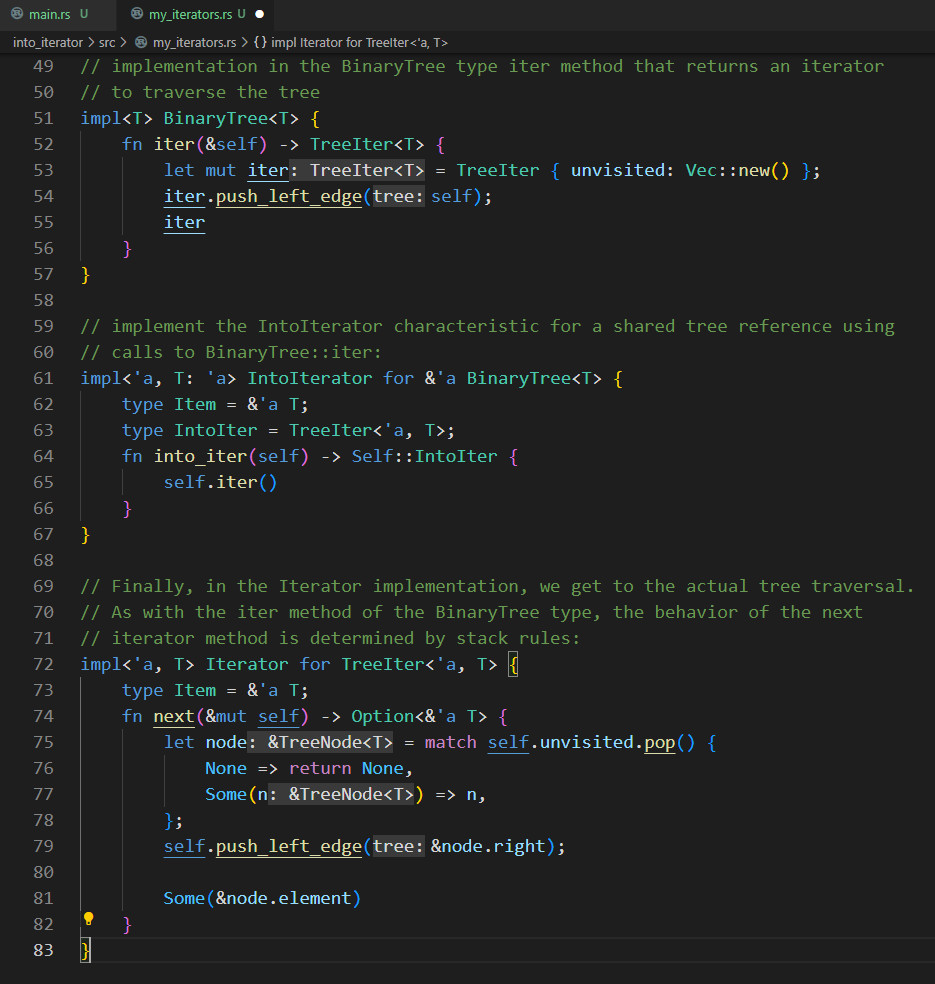 main.rs U my_iterators.rs U ●
into_iterator > src > my_iterators.rs > {} impl Iterator for TreeIter<'a, T>
49 // implementation in the BinaryTree type iter method that returns an iterator
50 // to traverse the tree
51 impl<T> BinaryTree<T> {
52     fn iter(&self) -> TreeIter<T> {
53         let mut iter: TreeIter<T> = TreeIter { unvisited: Vec::new() };
54         iter.push_left_edge(tree: self);
55         iter
56     }
57 }
58
59 // implement the IntoIterator characteristic for a shared tree reference using
60 // calls to BinaryTree::iter:
61 impl<'a, T: 'a> IntoIterator for &'a BinaryTree<T> {
62     type Item = &'a T;
63     type IntoIter = TreeIter<'a, T>;
64     fn into_iter(self) -> Self::IntoIter {
65         self.iter()
66     }
67 }
68
69 // Finally, in the Iterator implementation, we get to the actual tree traversal.
70 // As with the iter method of the BinaryTree type, the behavior of the next
71 // iterator method is determined by stack rules:
72 impl<'a, T> Iterator for TreeIter<'a, T> {
73     type Item = &'a T;
74     fn next(&mut self) -> Option<&'a T> {
75         let node: &TreeNode<T> = match self.unvisited.pop() {
76             None => return None,
77             Some(n: &TreeNode<T>) => n,
78         };
79         self.push_left_edge(tree: &node.right);
80
81         Some(&node.element)
82     }
83 }